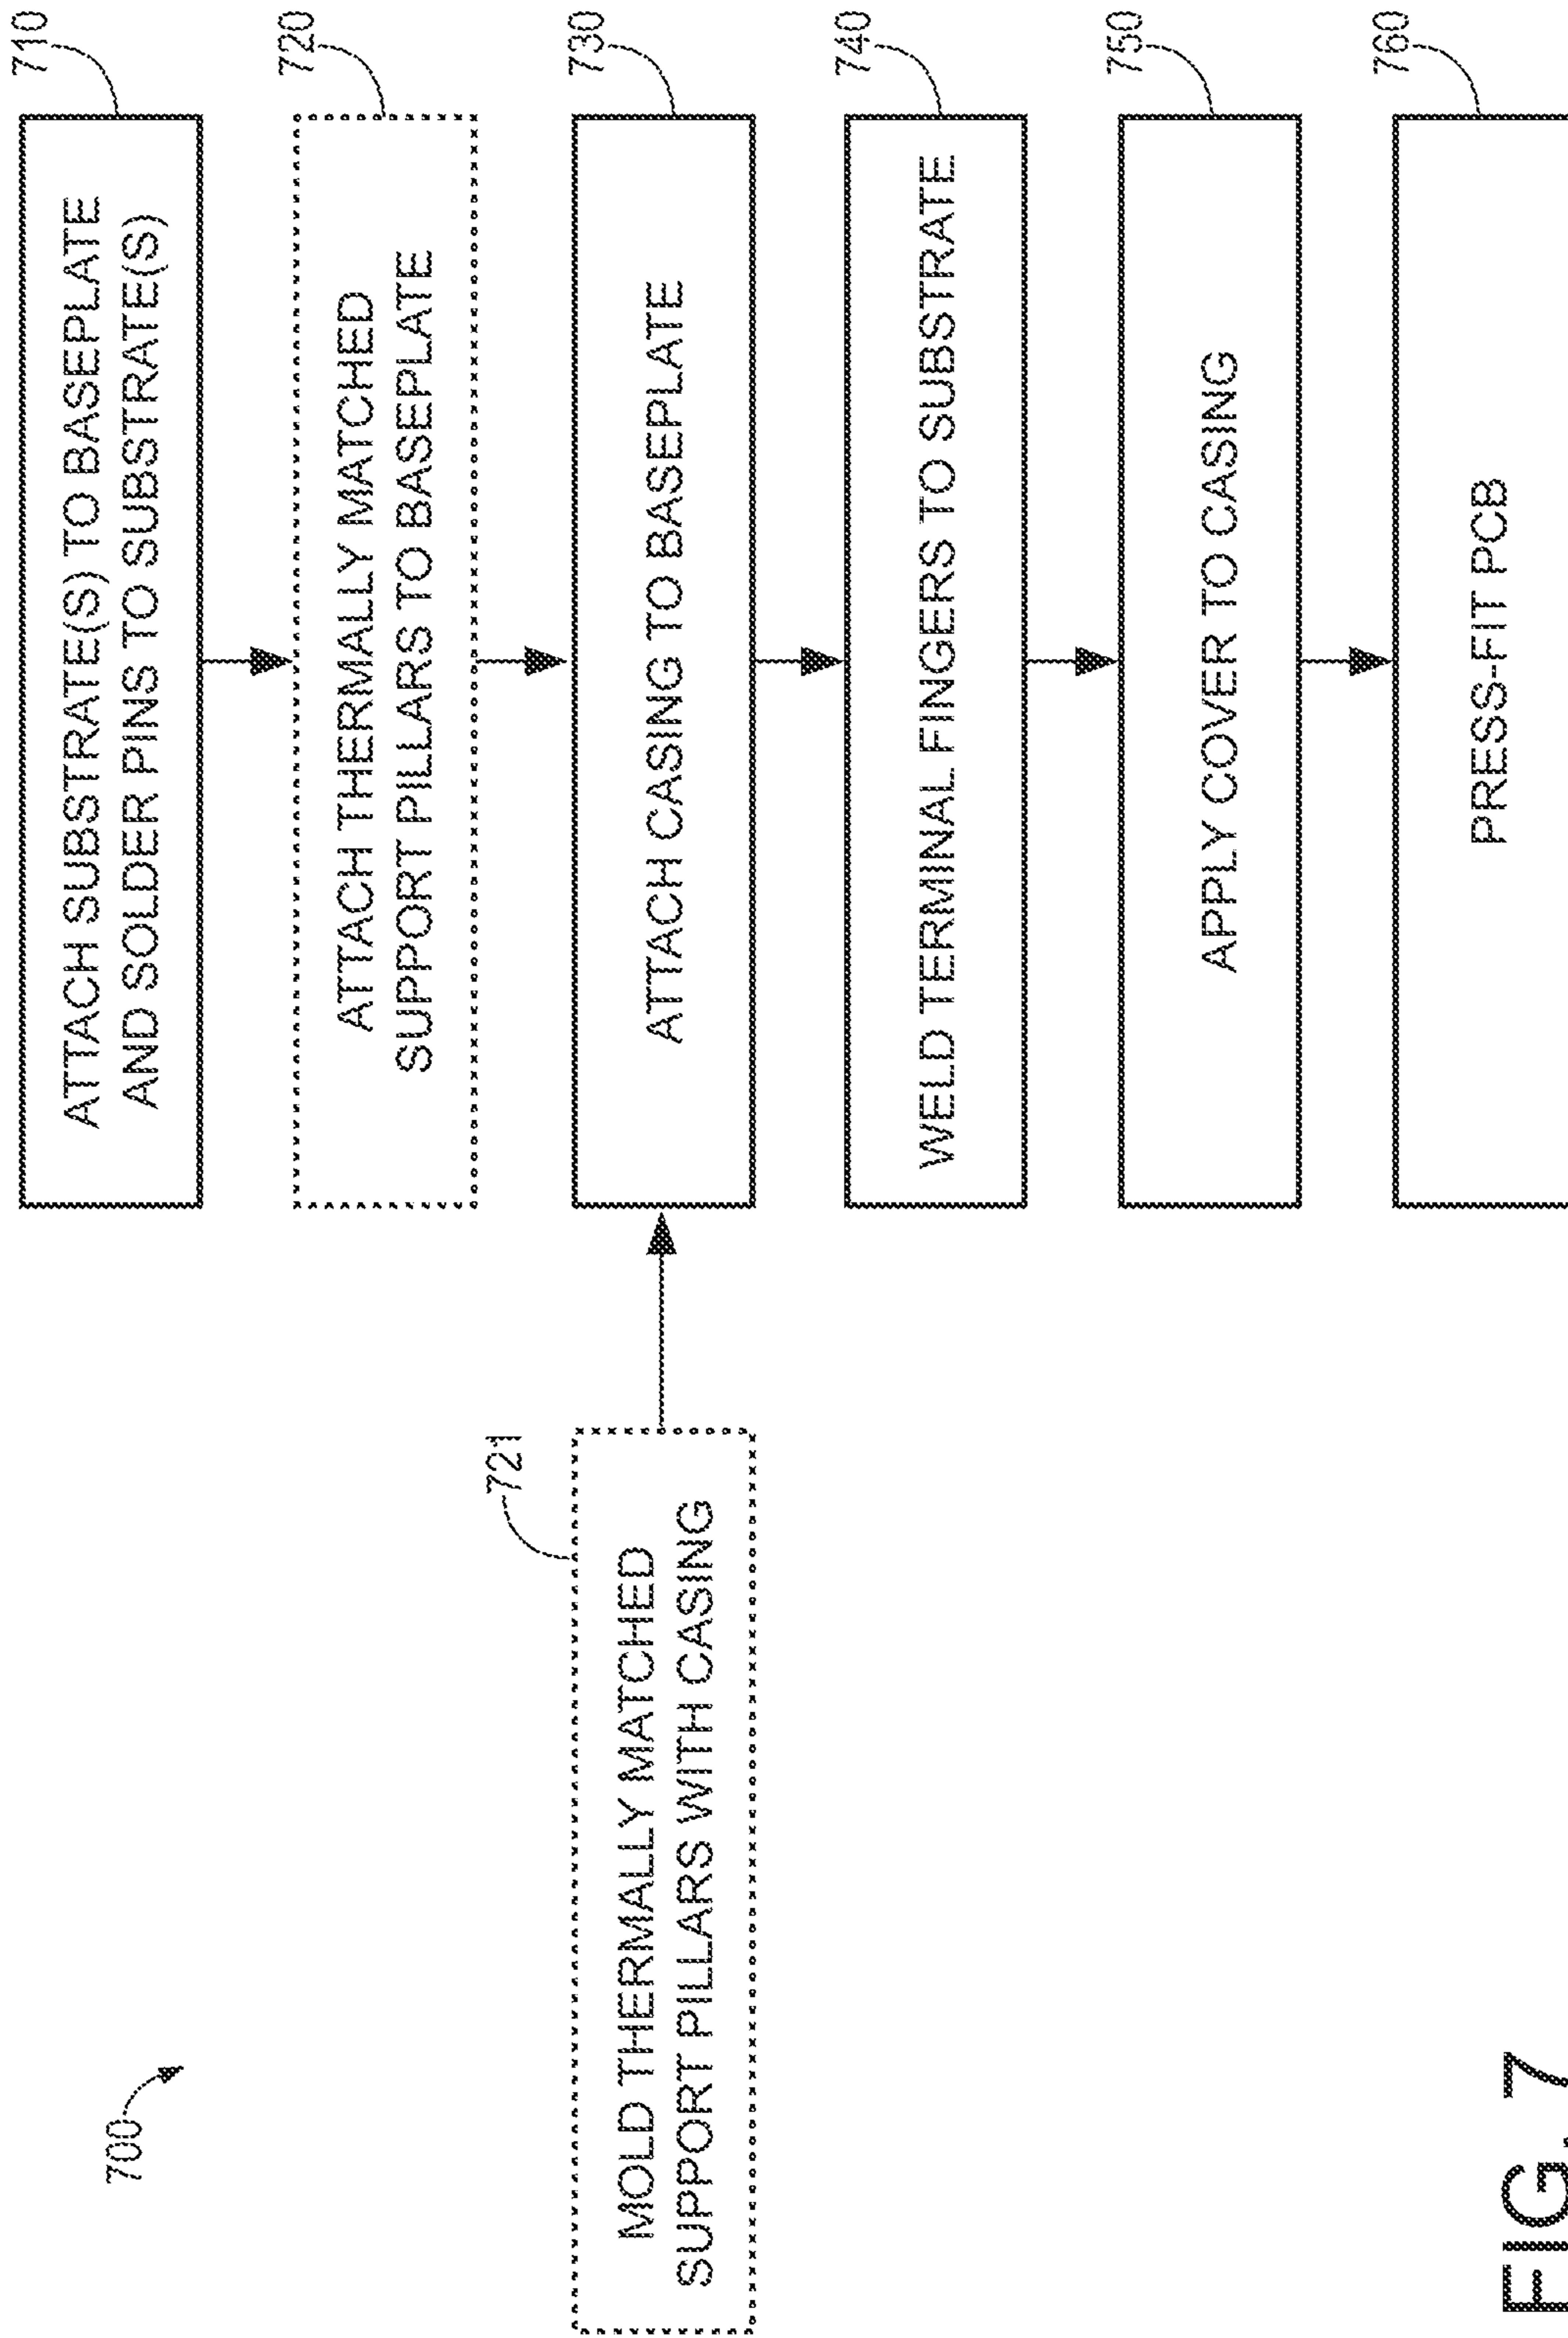 700
710
ATTACH SUBSTRATE(S) TO BASEPLATE
AND SOLDER PINS TO SUBSTRATE(S)
720
ATTACH THERMALLY MATCHED
SUPPORT PILLARS TO BASEPLATE
721
MOLD THERMALLY MATCHED
SUPPORT PILLARS WITH CASING
730
ATTACH CASING TO BASEPLATE
740
WELD TERMINAL FINGERS TO SUBSTRATE
750
APPLY COVER TO CASING
760
PRESS-FIT PCB
FIG. 7